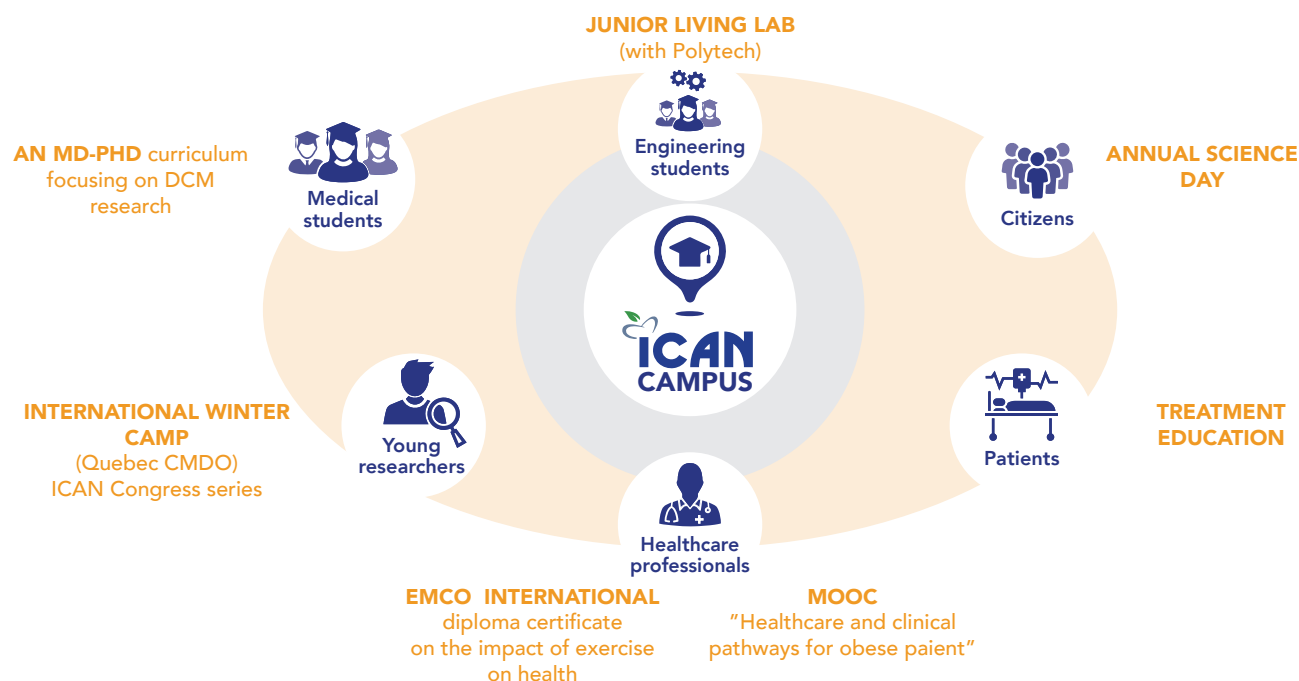 JUNIOR LIVING LAB
(with Polytech)
Engineering
students
AN MD-PHD curriculum
focusing on DCM
research
Medical
students
Citizens
ANNUAL SCIENCE
DAY
iCAN
CAMPUS
INTERNATIONAL WINTER
CAMP
(Quebec CMDO)
ICAN Congress series
Young
researchers
Patients
TREATMENT
EDUCATION
Healthcare
professionals
EMCO INTERNATIONAL
diploma certificate
on the impact of exercise
on health
MOOC
"Healthcare and clinical
pathways for obese paient"